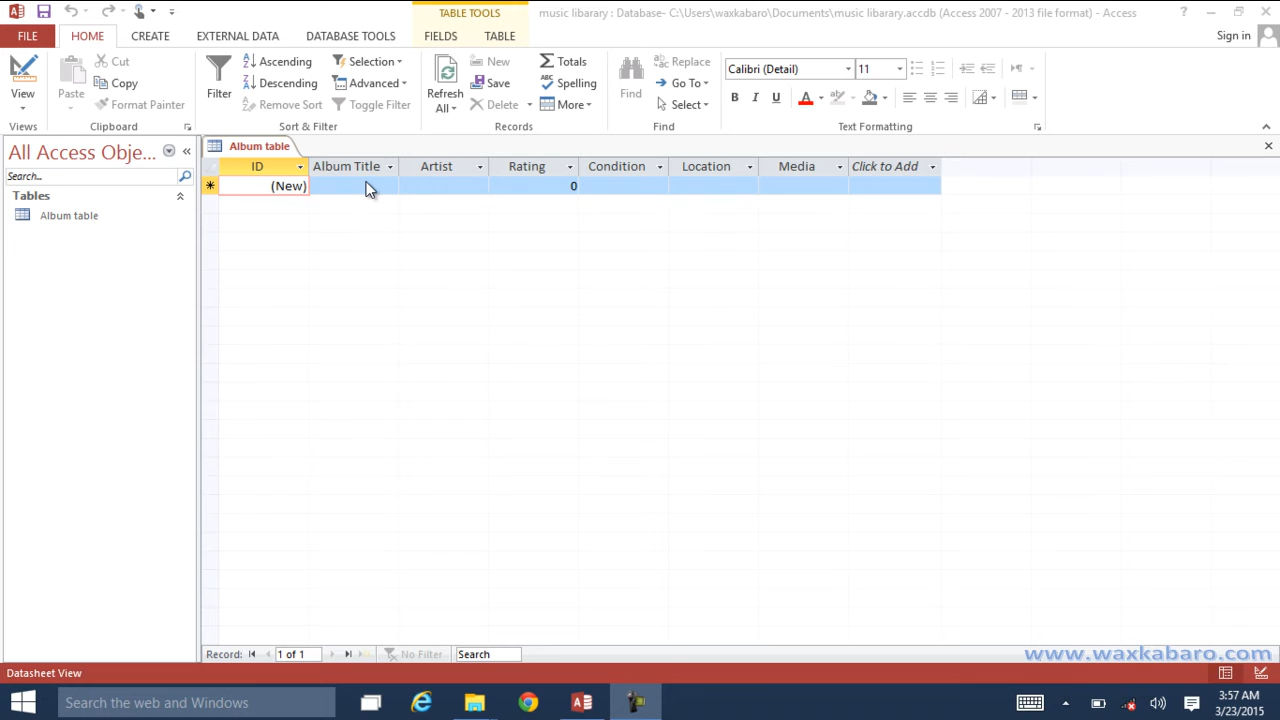 TABLE TOOLS
music libarary : Database- C:\Users\waxkabaro\Documents\music libarary.accdb (Access 2007 - 2013 file format) - Access
?
FILE HOME CREATE EXTERNAL DATA DATABASE TOOLS FIELDS TABLE Sign in
View
Views
Paste
Cut
Copy
Format Painter
Clipboard
Filter
Ascending
Descending
Remove Sort
Selection
Advanced
Toggle Filter
Sort & Filter
Refresh
All
New
Save
Delete
Totals
Spelling
More
Records
Find
Replace
Go To
Select
Find
Calibri (Detail) 11
B I U A
Text Formatting
All Access Obje...
Search...
Tables
Album table
Album table
ID Album Title Artist Rating Condition Location Media Click to Add
(New) 0
Record: 1 of 1 No Filter Search
www.waxkabaro.com
Datasheet View
Search the web and Windows
3:57 AM
3/23/2015